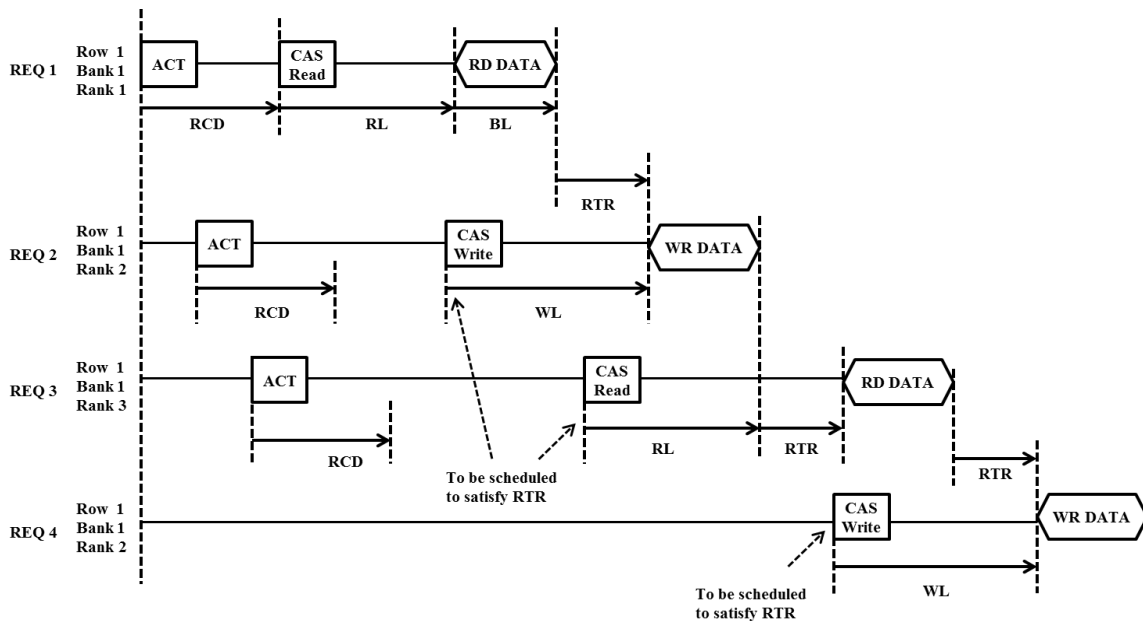 REQ 1
Row 1
Bank 1
Rank 1
ACT
CAS
Read
RD DATA
RCD
RL
BL
RTR
REQ 2
Row 1
Bank 1
Rank 2
ACT
CAS
Write
WR DATA
RCD
WL
REQ 3
Row 1
Bank 1
Rank 3
ACT
CAS
Read
RD DATA
RCD
RL
RTR
RTR
To be scheduled
to satisfy RTR
REQ 4
Row 1
Bank 1
Rank 2
CAS
Write
WR DATA
WL
To be scheduled
to satisfy RTR